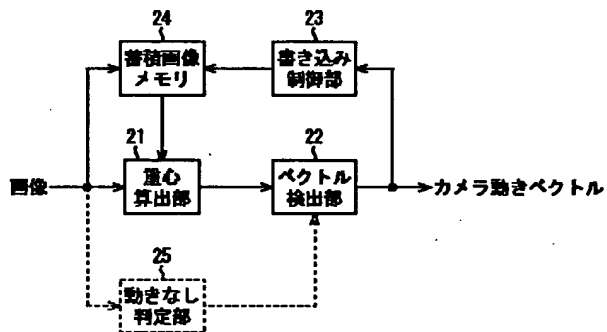 24
蓄積画像
メモリ
23
書き込み
制御部
21
重心
算出部
22
ベクトル
検出部
画像
カメラ動きベクトル
25
動きなし
判定部